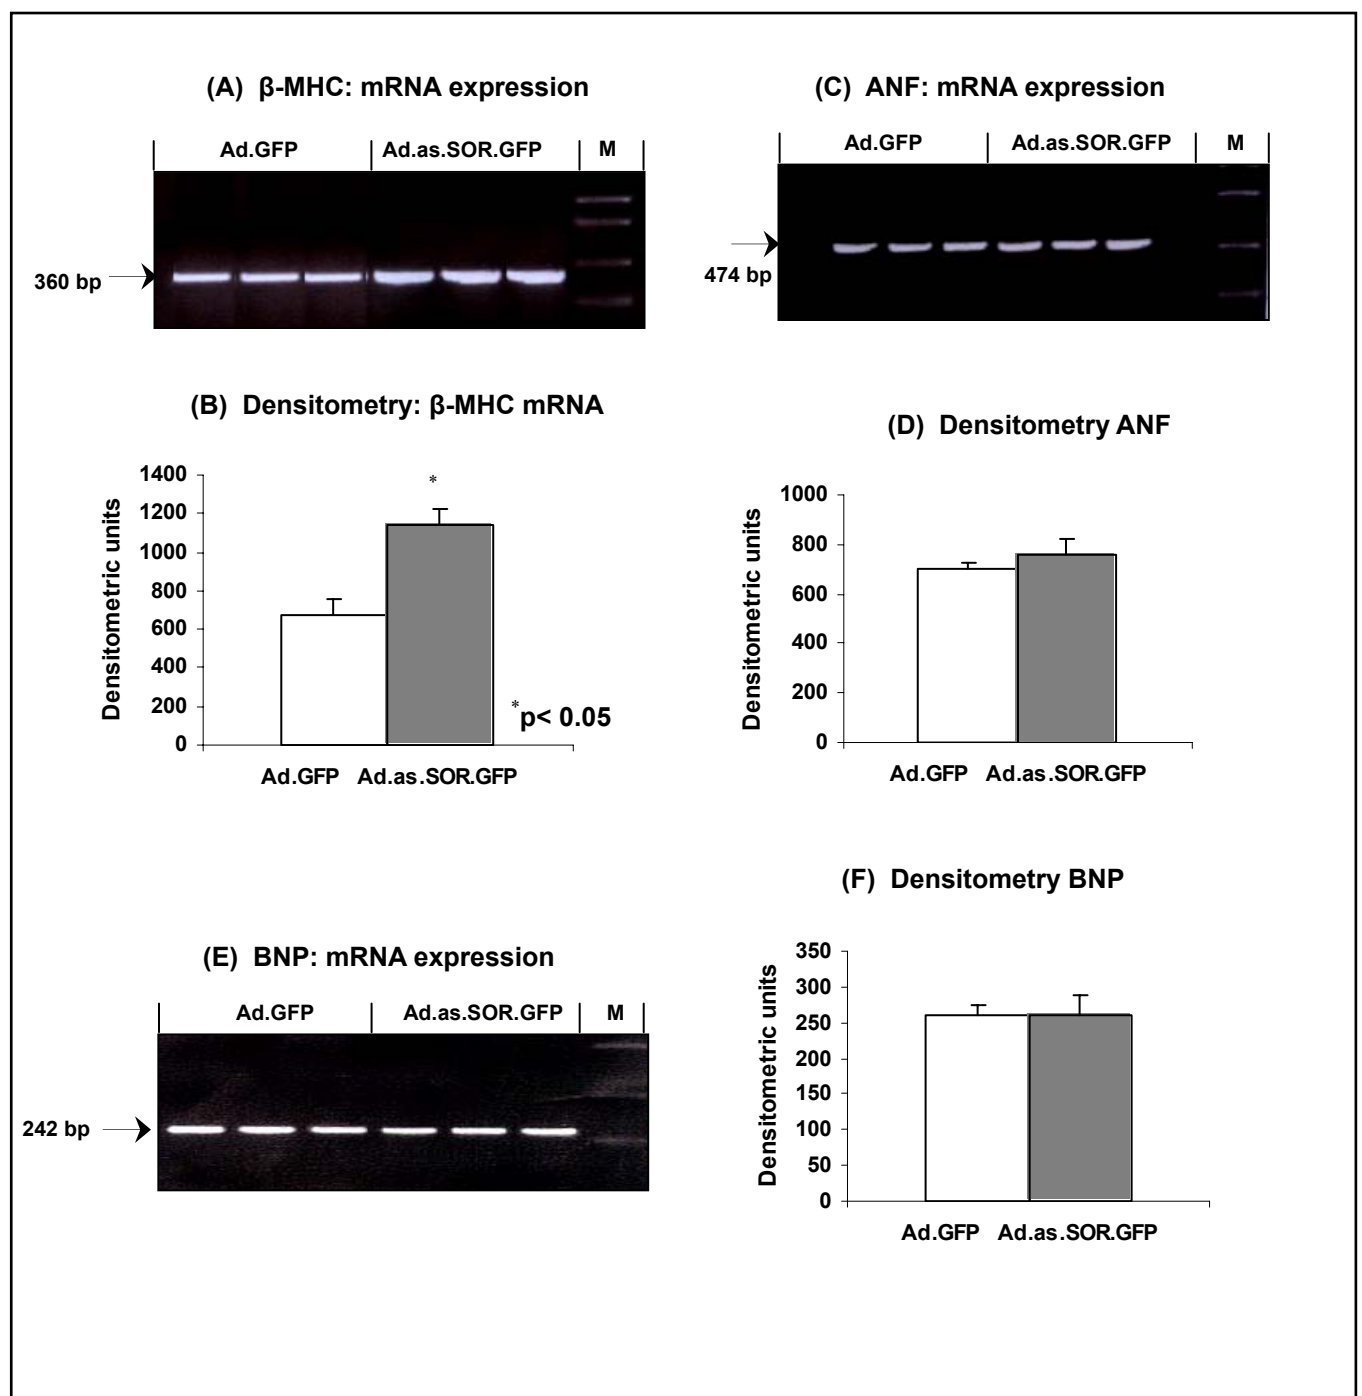 (A) β-MHC: mRNA expression
Ad.GFP Ad.as.SOR.GFP M
360 bp
(C) ANF: mRNA expression
Ad.GFP Ad.as.SOR.GFP M
474 bp
(B) Densitometry: β-MHC mRNA
Densitometric units
1400
1200
1000
800
600
400
200
0
*
*p< 0.05
Ad.GFP Ad.as.SOR.GFP
(D) Densitometry ANF
Densitometric units
1000
800
600
400
200
0
Ad.GFP Ad.as.SOR.GFP
(E) BNP: mRNA expression
Ad.GFP Ad.as.SOR.GFP M
242 bp
(F) Densitometry BNP
Densitometric units
350
300
250
200
150
100
50
0
Ad.GFP Ad.as.SOR.GFP